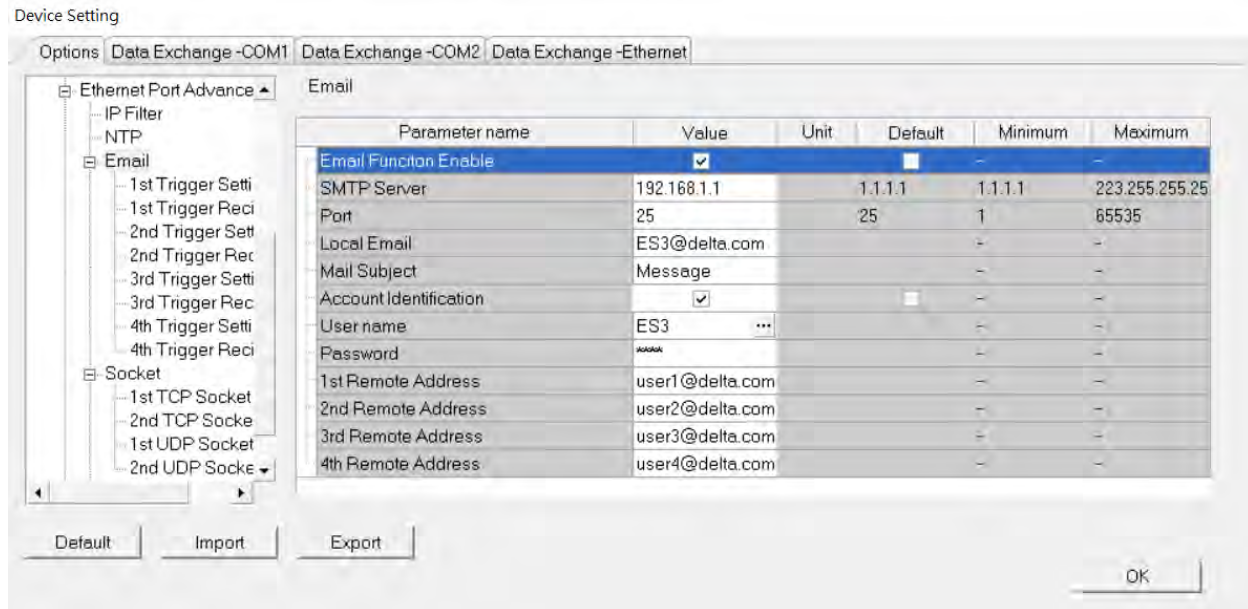 Device Setting
Options Data Exchange -COM1 Data Exchange -COM2 Data Exchange -Ethernet
Ethernet Port Advance
IP Filter
NTP
Email
1st Trigger Setti
1st Trigger Reci
2nd Trigger Sett
2nd Trigger Rec
3rd Trigger Setti
3rd Trigger Rec
4th Trigger Setti
4th Trigger Reci
Socket
1st TCP Socket
2nd TCP Socke
1st UDP Socket
2nd UDP Socke
Email
Parameter name Value Unit Default Minimum Maximum
Email Funciton Enable – –
SMTP Server 192.168.1.1 1.1.1.1 1.1.1.1 223.255.255.25
Port 25 25 1 65535
Local Email ES3@delta.com – –
Mail Subject Message – –
Account Identification – –
User name ES3 ... – –
Password **** – –
1st Remote Address user1@delta.com – –
2nd Remote Address user2@delta.com – –
3rd Remote Address user3@delta.com – –
4th Remote Address user4@delta.com – –
Default Import Export
OK